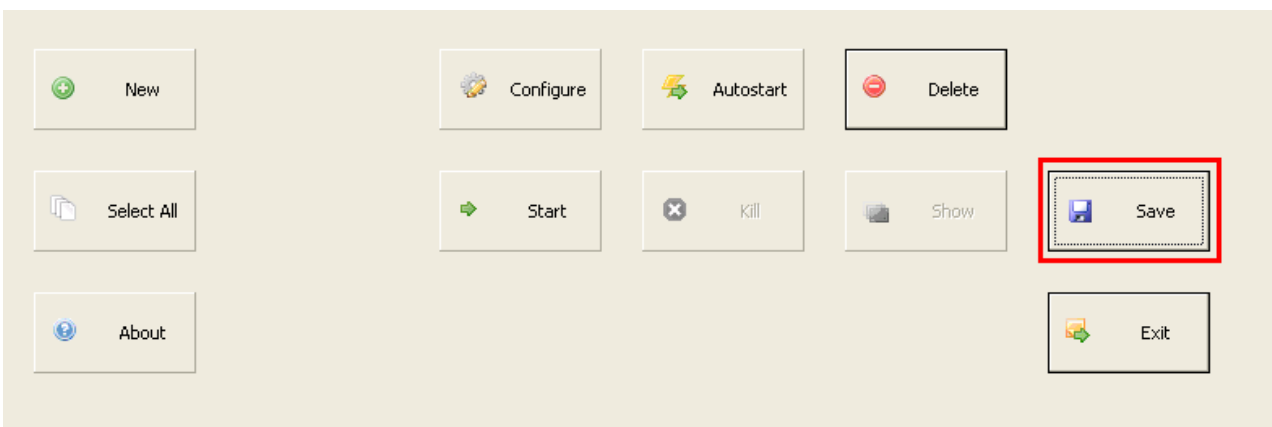 New
Configure
Autostart
Delete
Select All
Start
Kill
Show
Save
About
Exit